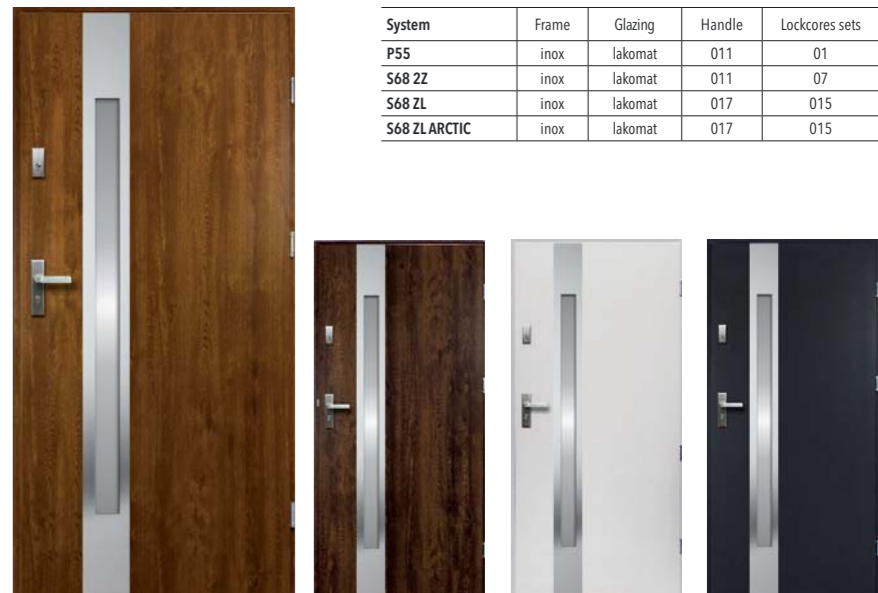 System Frame Glazing Handle Lockcores sets
P55 inox lakomat 011 01
S68 2Z inox lakomat 011 07
S68 ZL inox lakomat 017 015
S68 ZL ARCTIC inox lakomat 017 015